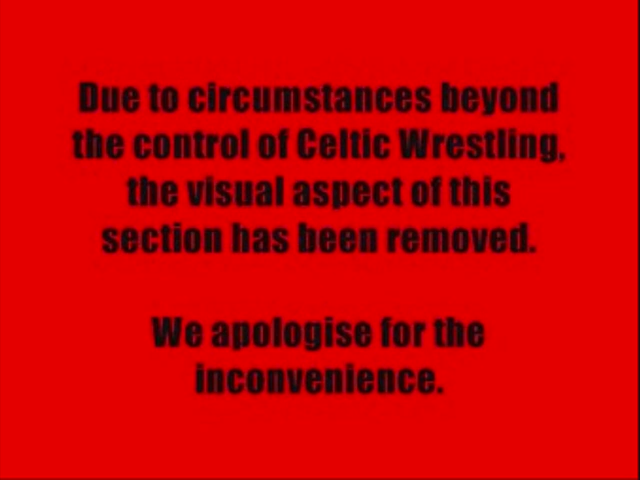 Due to circumstances beyond
the control of Celtic Wrestling,
the visual aspect of this
section has been removed.
We apologise for the
inconvenience.